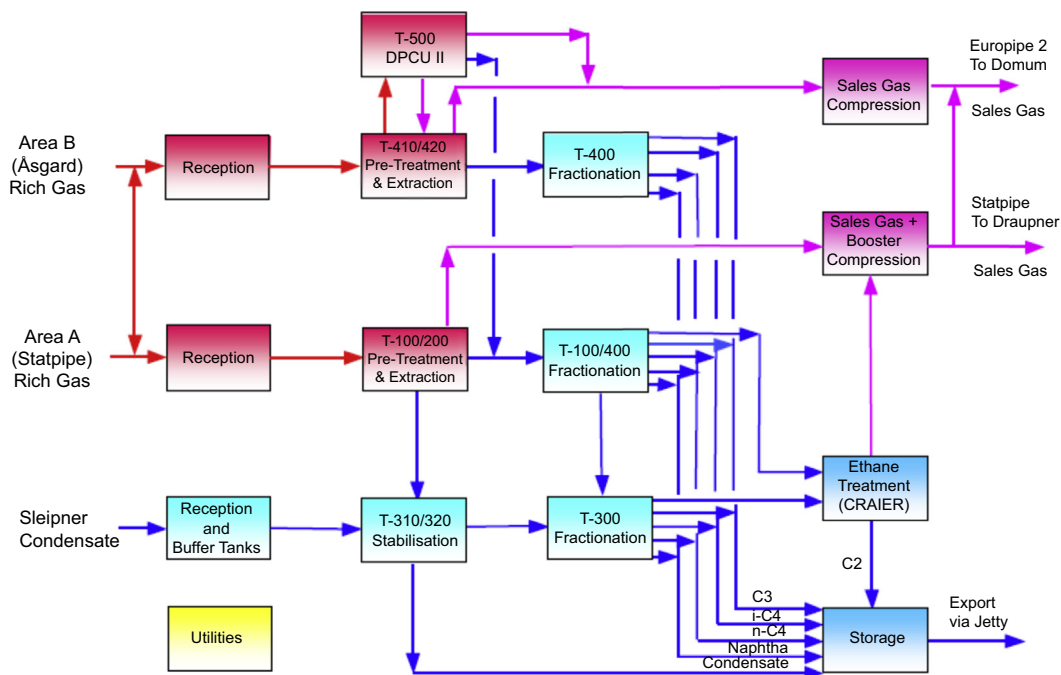 T-500
DPCU II
Europipe 2
To Domum
Sales Gas
Compression
Sales Gas
Area B
(Åsgard)
Rich Gas
Reception
T-410/420
Pre-Treatment
& Extraction
T-400
Fractionation
Statpipe
To Draupner
Sales Gas +
Booster
Compression
Sales Gas
Area A
(Statpipe)
Rich Gas
Reception
T-100/200
Pre-Treatment
& Extraction
T-100/400
Fractionation
Ethane
Treatment
(CRAIER)
Sleipner
Condensate
Reception
and
Buffer Tanks
T-310/320
Stabilisation
T-300
Fractionation
C2
C3
i-C4
n-C4
Naphtha
Condensate
Storage
Export
via Jetty
Utilities